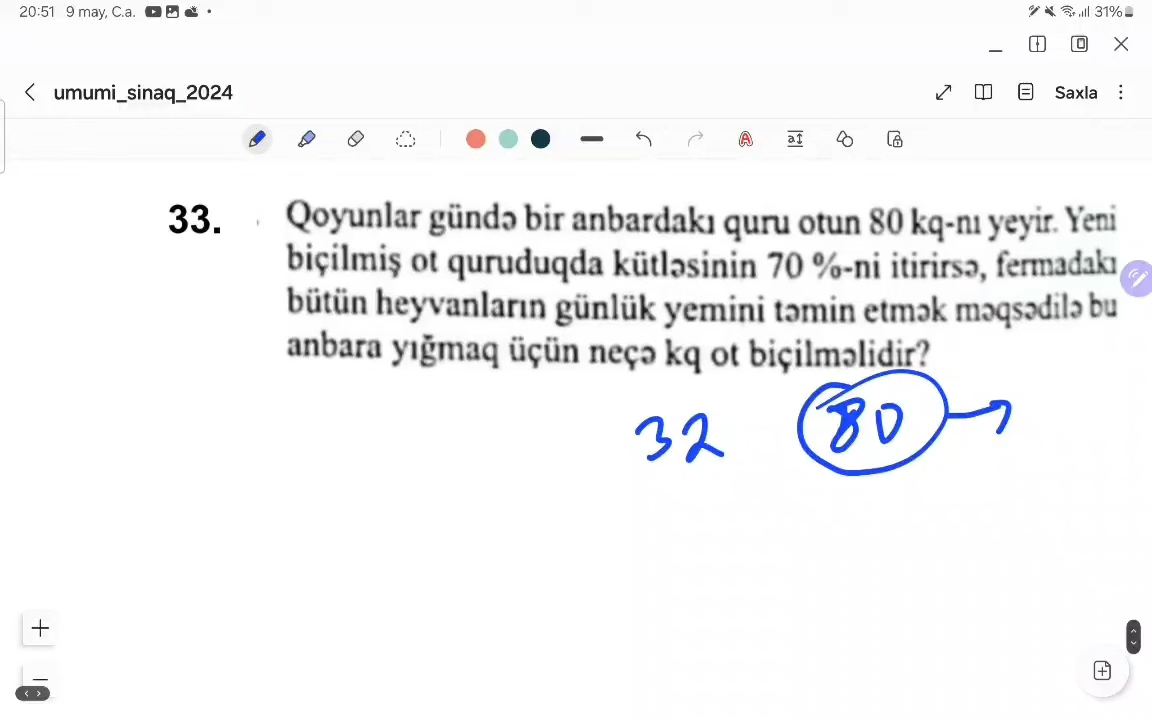 20:51 9 may, C.a. 31%
umumi_sinaq_2024
Saxla
33. Qoyunlar gündə bir anbardakı quru otun 80 kq-nı yeyir. Yeni
biçilmiş ot quruduqda kütləsinin 70 %-ni itirirsə, fermadakı
bütün heyvanların günlük yemini təmin etmək məqsədilə bu
anbara yığmaq üçün neçə kq ot biçilməlidir?
32 80